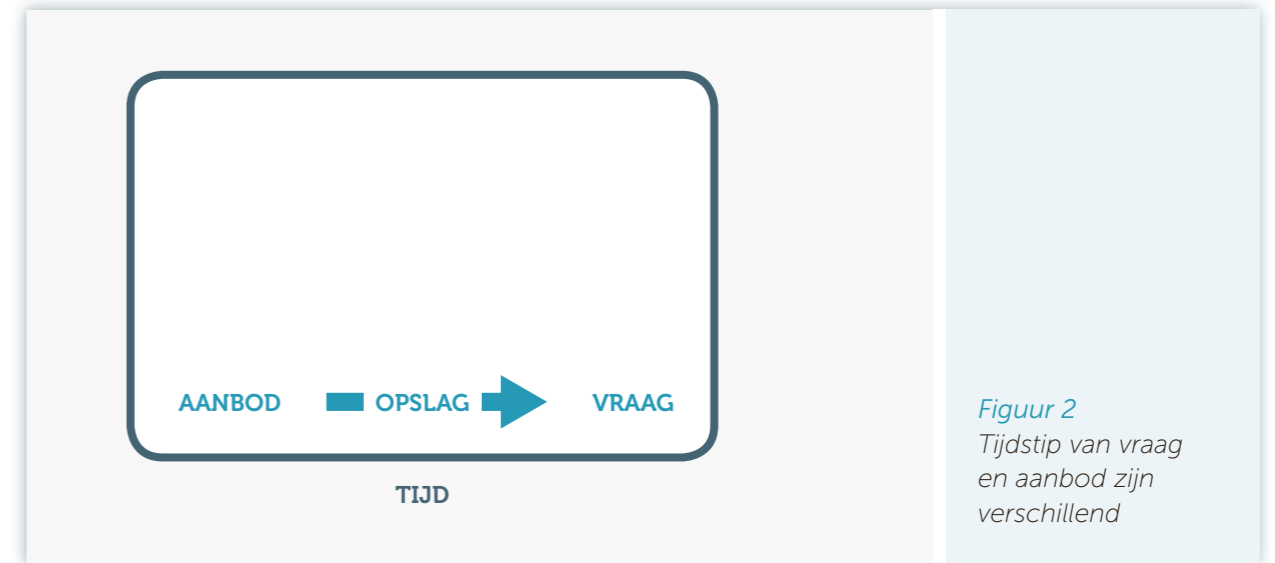 AANBOD OPSLAG VRAAG
TIJD
Figuur 2
Tijdstip van vraag
en aanbod zijn
verschillend